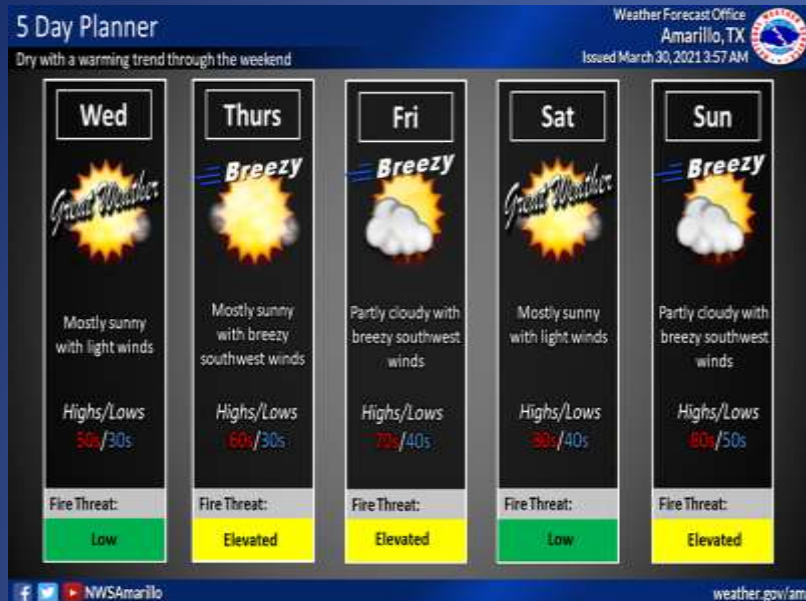 5 Day Planner
Dry with a warming trend through the weekend
Weather Forecast Office
Amarillo, TX
Issued March 30, 2021 3:57 AM
Wed
Great Weather
Mostly sunny
with light winds
Highs/Lows
50s/30s
Fire Threat:
Low
Thurs
Breezy
Mostly sunny
with breezy
southwest winds
Highs/Lows
60s/30s
Fire Threat:
Elevated
Fri
Breezy
Partly cloudy with
breezy southwest
winds
Highs/Lows
70s/40s
Fire Threat:
Elevated
Sat
Great Weather
Mostly sunny
with light winds
Highs/Lows
80s/40s
Fire Threat:
Low
Sun
Breezy
Partly cloudy with
breezy southwest
winds
Highs/Lows
80s/50s
Fire Threat:
Elevated
NWSAmarillo
weather.gov/am